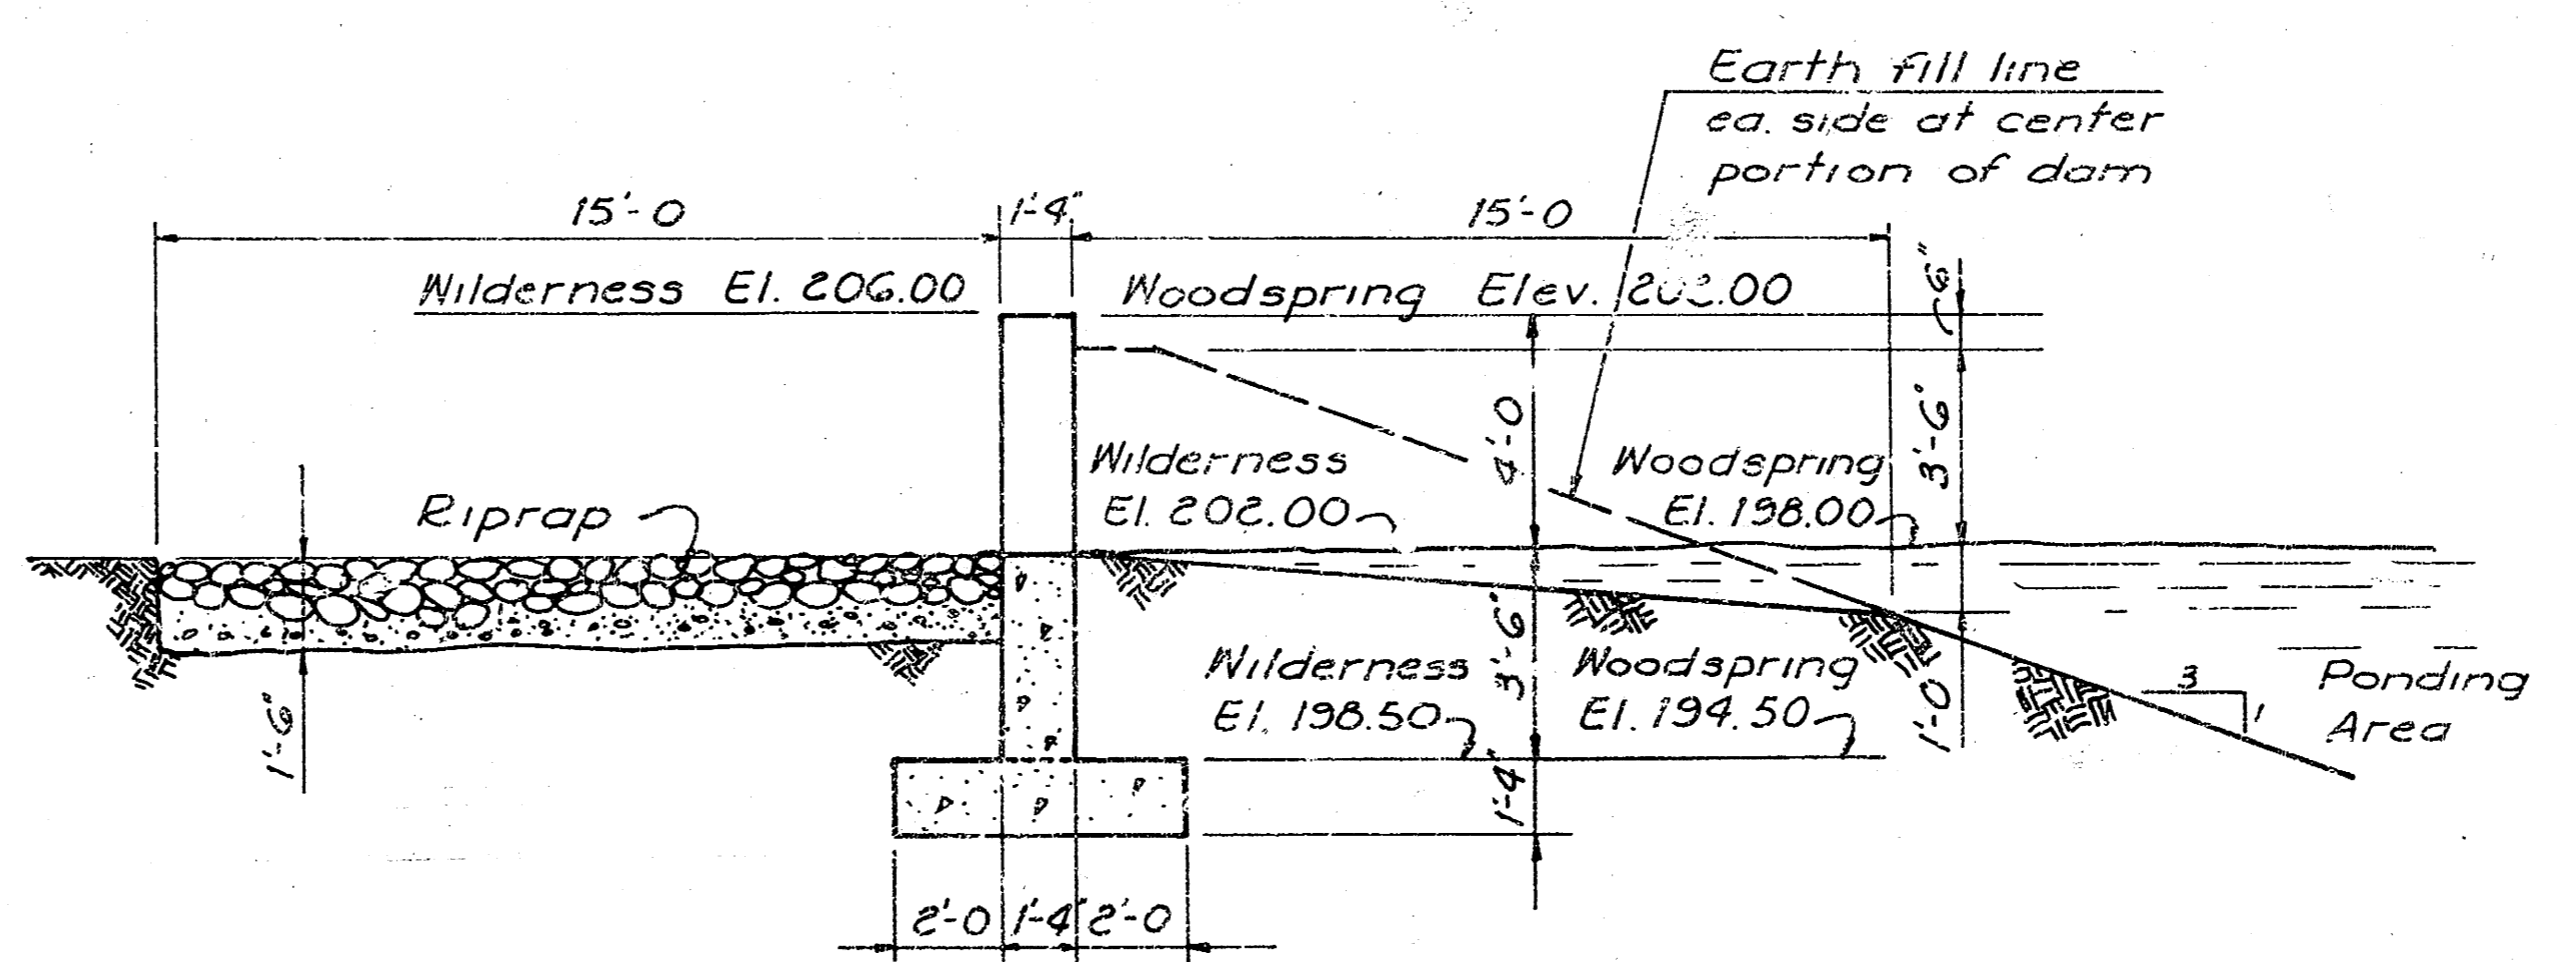 Earth fill line
ea. side at center
portion of dam
15'-0
1'-4"
15'-0
Wilderness El. 206.00
Woodspring Elev. 202.00
6"
4'-0
3'-6"
Wilderness
El. 202.00
Woodspring
El. 198.00
Riprap
1'-6"
3'-6"
Wilderness
El. 198.50
Woodspring
El. 194.50
1'-0
3
1
Ponding
Area
1'-4"
2'-0
1'-4"
2'-0